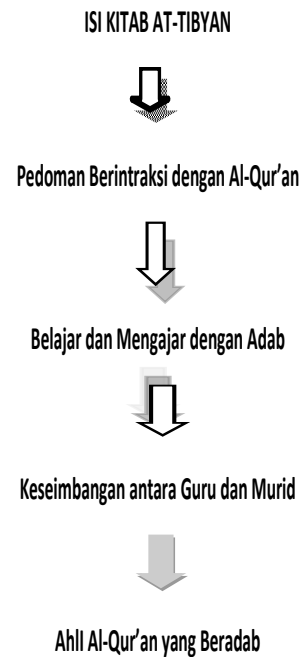 ISI KITAB AT-TIBYAN
Pedoman Berintraksi dengan Al-Qur’an
Belajar dan Mengajar dengan Adab
Keseimbangan antara Guru dan Murid
Ahll Al-Qur’an yang Beradab